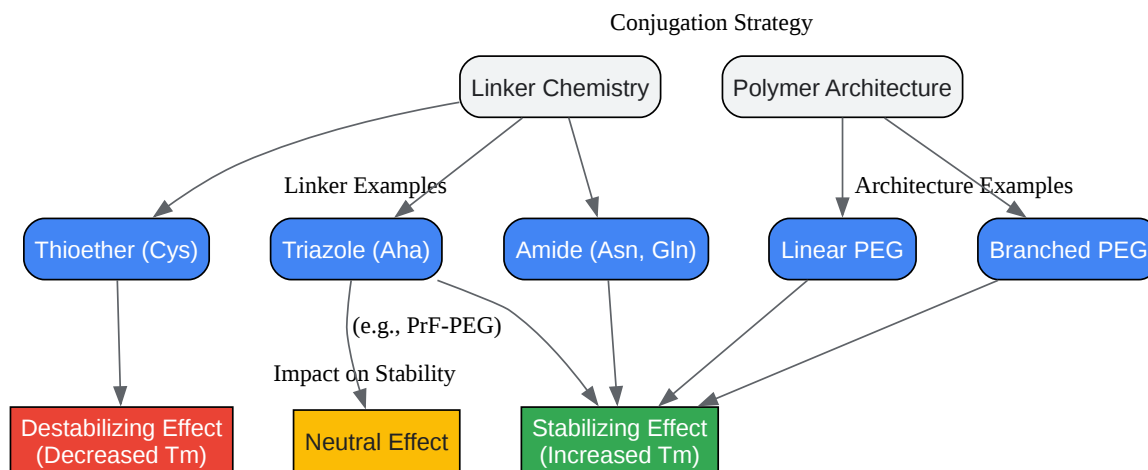 Conjugation Strategy
Linker Chemistry
Polymer Architecture
Linker Examples
Architecture Examples
Thioether (Cys)
Triazole (Aha)
Amide (Asn, Gln)
Linear PEG
Branched PEG
(e.g., PrF-PEG)
Impact on Stability
Destabilizing Effect
(Decreased Tm)
Neutral Effect
Stabilizing Effect
(Increased Tm)